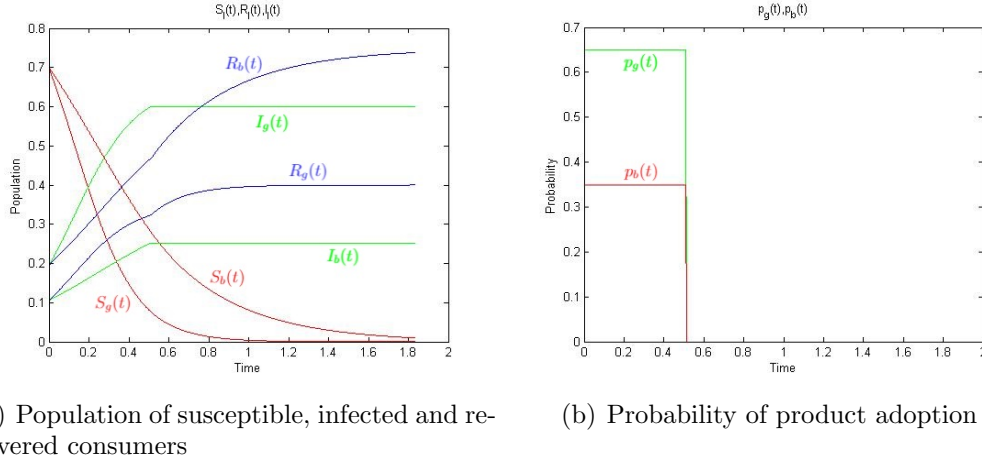 S_l(t),R_l(t),I_l(t)
0.8
0.7
0.6
0.5
0.4
0.3
0.2
0.1
0
Population
R_b(t)
I_g(t)
R_g(t)
I_b(t)
S_b(t)
S_g(t)
0 0.2 0.4 0.6 0.8 1 1.2 1.4 1.6 1.8 2
Time
) Population of susceptible, infected and re-
vered consumers
p_g(t),p_b(t)
0.7
0.6
0.5
0.4
0.3
0.2
0.1
0
Probability
p_g(t)
p_b(t)
0 0.2 0.4 0.6 0.8 1 1.2 1.4 1.6 1.8 2
Time
(b) Probability of product adoption